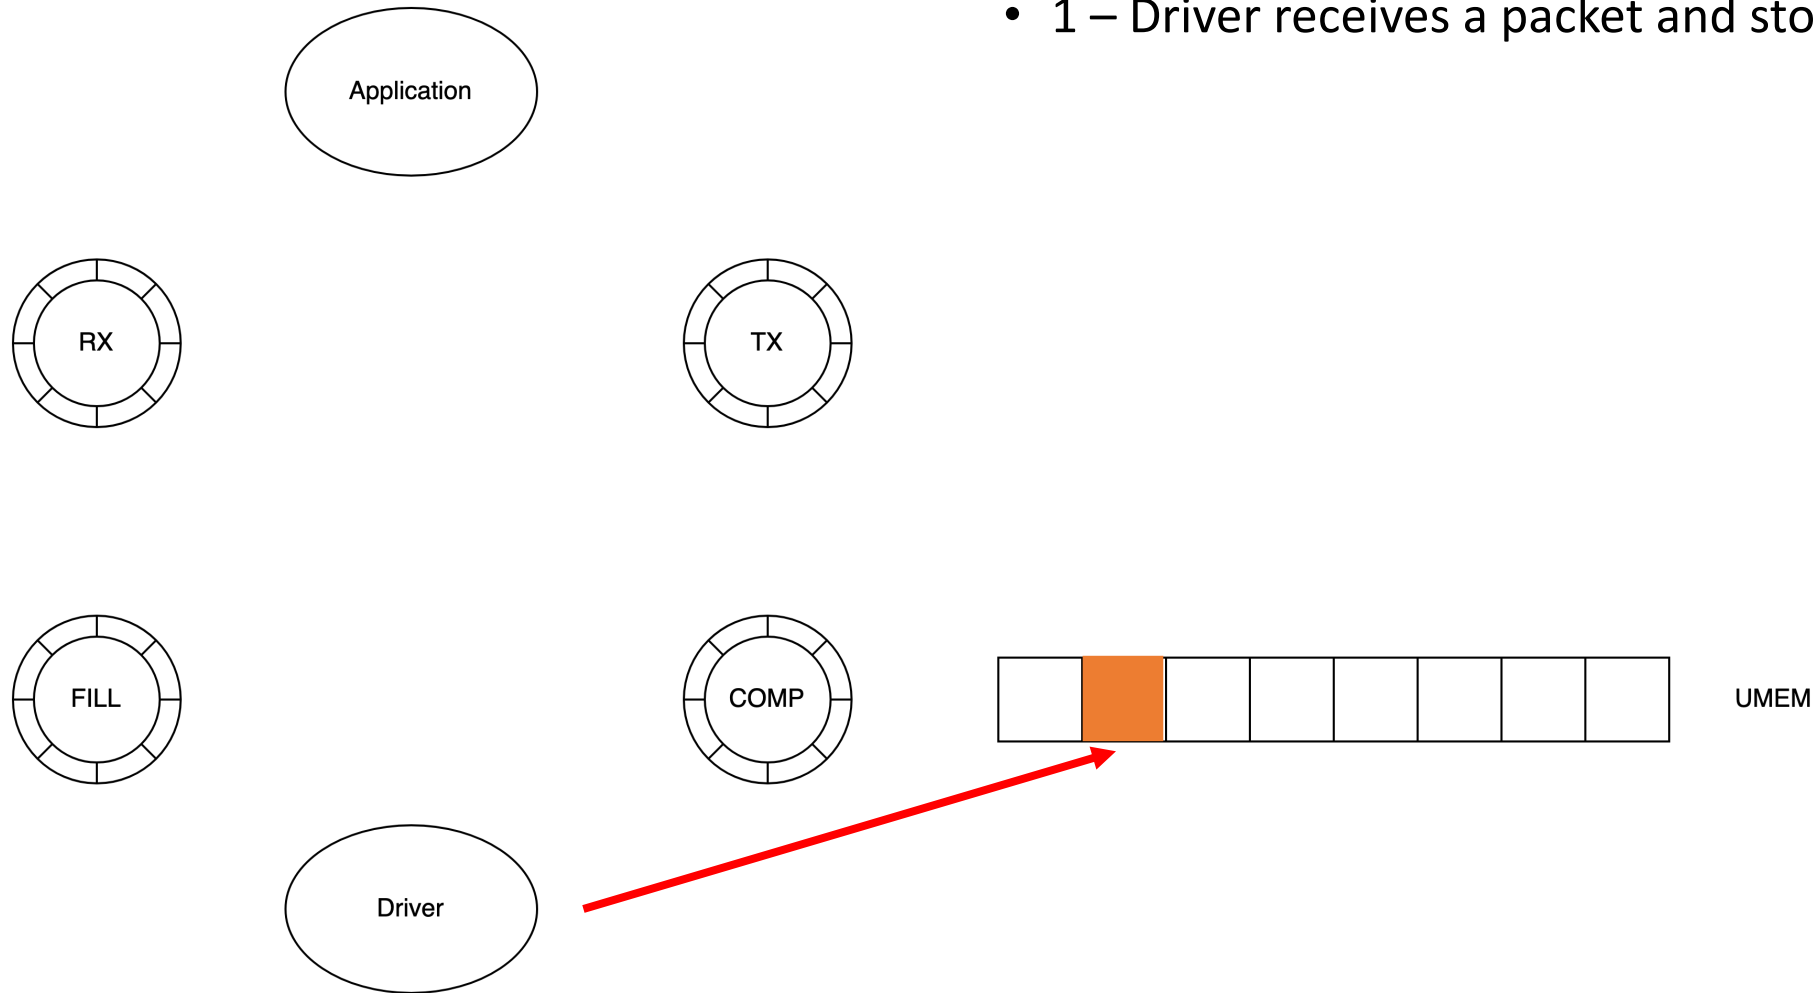 • 1 – Driver receives a packet and sto
Application
RX
TX
FILL
COMP
UMEM
Driver